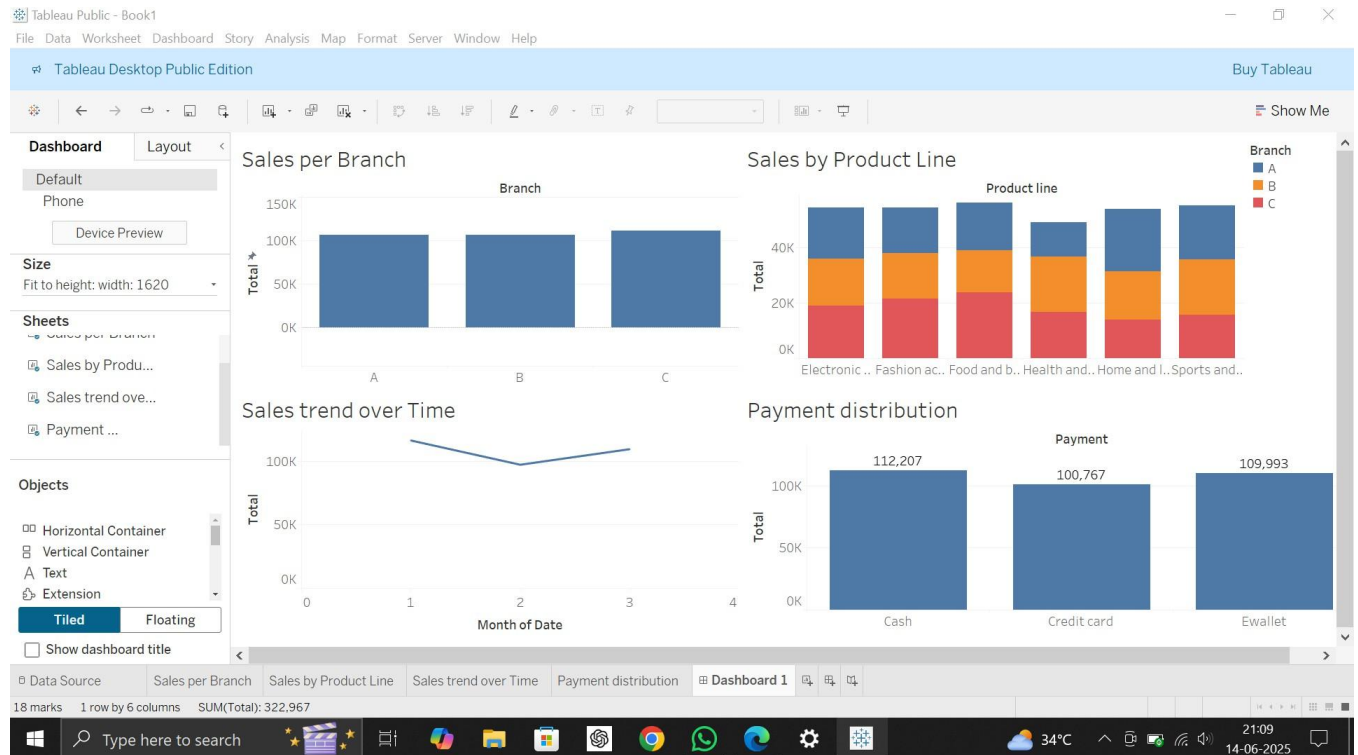 Tableau Public - Book1
File Data Worksheet Dashboard Story Analysis Map Format Server Window Help
Tableau Desktop Public Edition
Buy Tableau
Show Me
Dashboard Layout
Default
Phone
Device Preview
Size
Fit to height: width: 1620
Sheets
Sales per Branch
Sales by Produ...
Sales trend ove...
Payment ...
Objects
Horizontal Container
Vertical Container
Text
Extension
Tiled Floating
Show dashboard title
Sales per Branch
Branch
150K
100K
50K
0K
Total
A B C
Sales by Product Line
Product line
40K
20K
0K
Total
Electronic .. Fashion ac.. Food and b.. Health and.. Home and l.. Sports and..
Branch
A
B
C
Sales trend over Time
100K
50K
0K
Total
0 1 2 3 4
Month of Date
Payment distribution
Payment
112,207 100,767 109,993
100K
50K
0K
Total
Cash Credit card Ewallet
Data Source Sales per Branch Sales by Product Line Sales trend over Time Payment distribution Dashboard 1
18 marks 1 row by 6 columns SUM(Total): 322,967
Type here to search
34°C
21:09
14-06-2025